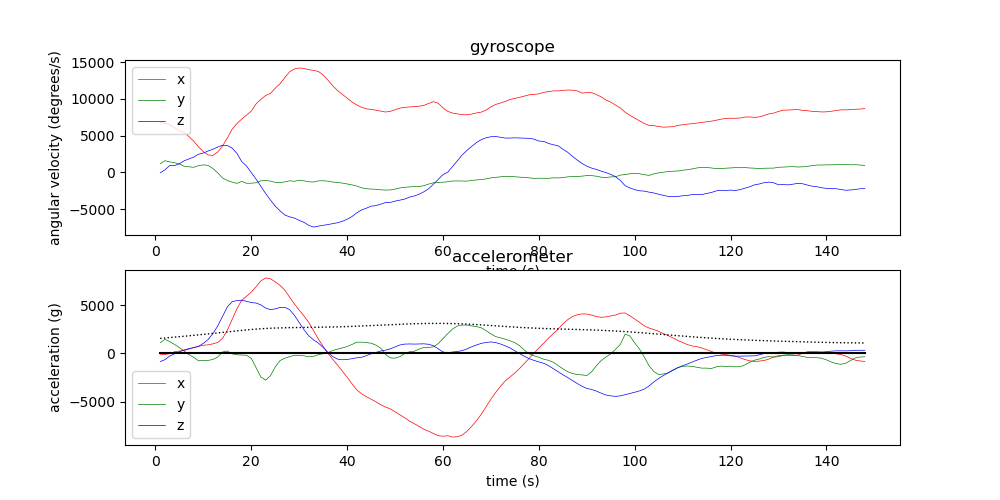 gyroscope
angular velocity (degrees/s)
15000
10000
5000
0
−5000
x
y
z
0 20 40 60 80 100 120 140
time (s)
accelerometer
acceleration (g)
5000
0
−5000
x
y
z
0 20 40 60 80 100 120 140
time (s)